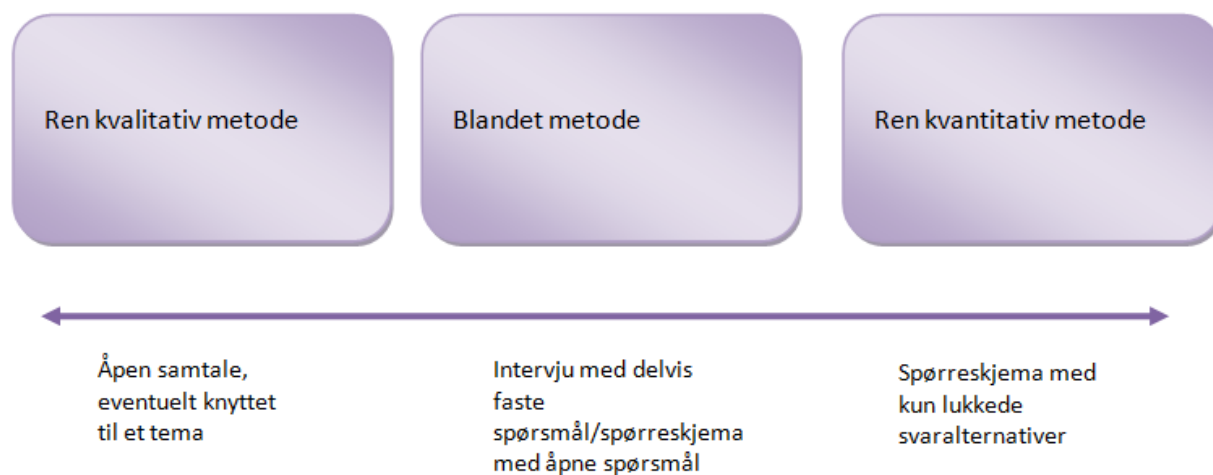 Ren kvalitativ metode
Blandet metode
Ren kvantitativ metode
Åpen samtale,
eventuelt knyttet
til et tema
Intervju med delvis
faste
spørsmål/spørreskjema
med åpne spørsmål
Spørreskjema med
kun lukkede
svaralternativer